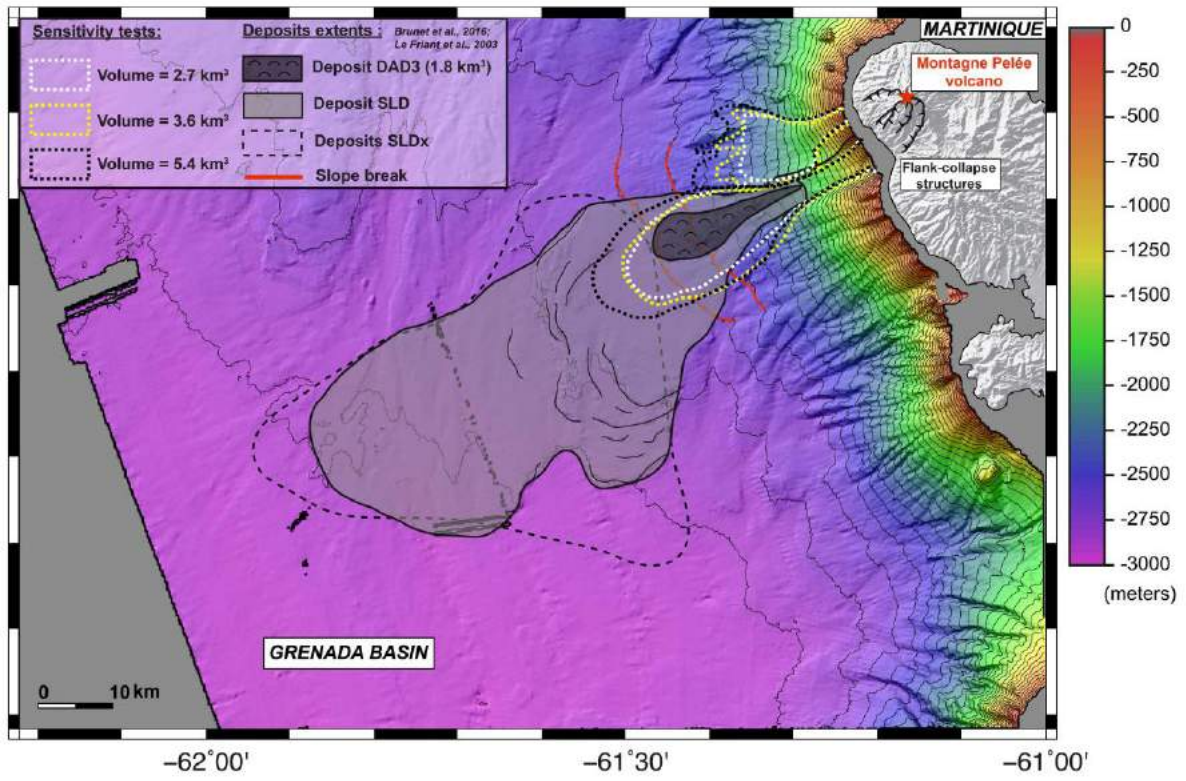 Sensitivity tests:
Volume = 2.7 km³
Volume = 3.6 km³
Volume = 5.4 km³
Deposits extents :
Brunet et al., 2016;
Le Friant et al., 2003
Deposit DAD3 (1.8 km³)
Deposit SLD
Deposits SLDx
Slope break
MARTINIQUE
Montagne Pelée
volcano
Flank-collapse
structures
GRENADA BASIN
0 10 km
−62°00'
−61°30'
−61°00'
0
-250
-500
-750
-1000
-1250
-1500
-1750
-2000
-2250
-2500
-2750
-3000
(meters)